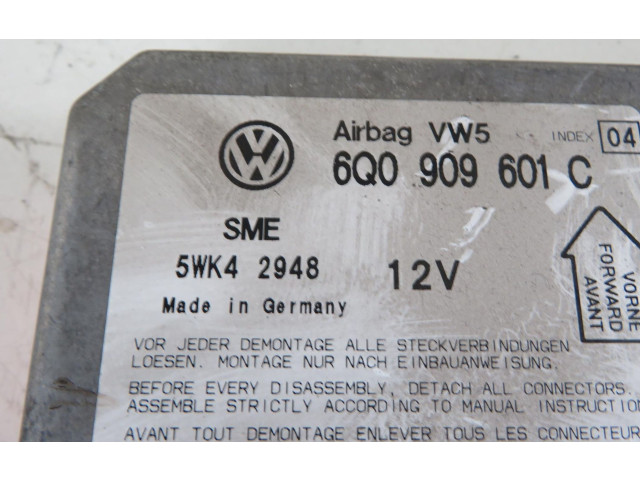 Airbag VW5 INDEX 04
6Q0 909 601 C
SME
5WK4 2948 12V
Made in Germany
VORNE
FORWARD
AVANT
VOR JEDER DEMONTAGE ALLE STECKVERBINDUNGEN
LOESEN. MONTAGE NUR NACH EINBAUANWEISUNG.
BEFORE EVERY DISASSEMBLY, DETACH ALL CONNECTORS.
ASSEMBLE STRICTLY ACCORDING TO MANUAL INSTRUCTION
AVANT TOUT DEMONTAGE ENLEVER TOUS LES CONNECTEUR